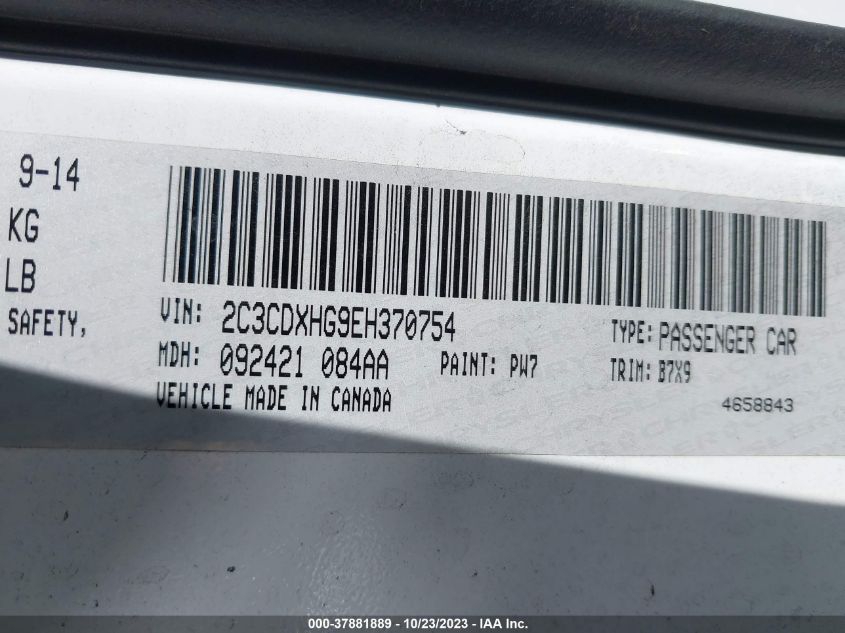 9-14
KG
LB
SAFETY,
VIN: 2C3CDXHG9EH370754 TYPE: PASSENGER CAR
MDH: 092421 084AA PAINT: PW7 TRIM: B7X9
VEHICLE MADE IN CANADA 4658843
000-37881889 - 10/23/2023 - IAA Inc.